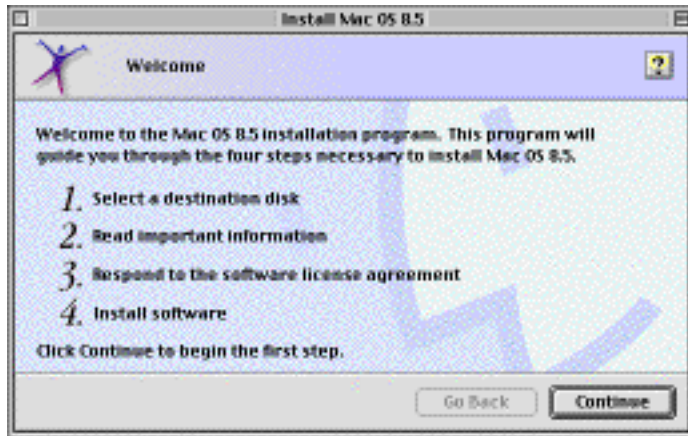 Install Mac OS 8.5
Welcome
?
Welcome to the Mac OS 8.5 installation program. This program will
guide you through the four steps necessary to install Mac OS 8.5.
1. Select a destination disk
2. Read important information
3. Respond to the software license agreement
4. Install software
Click Continue to begin the first step.
Go Back
Continue